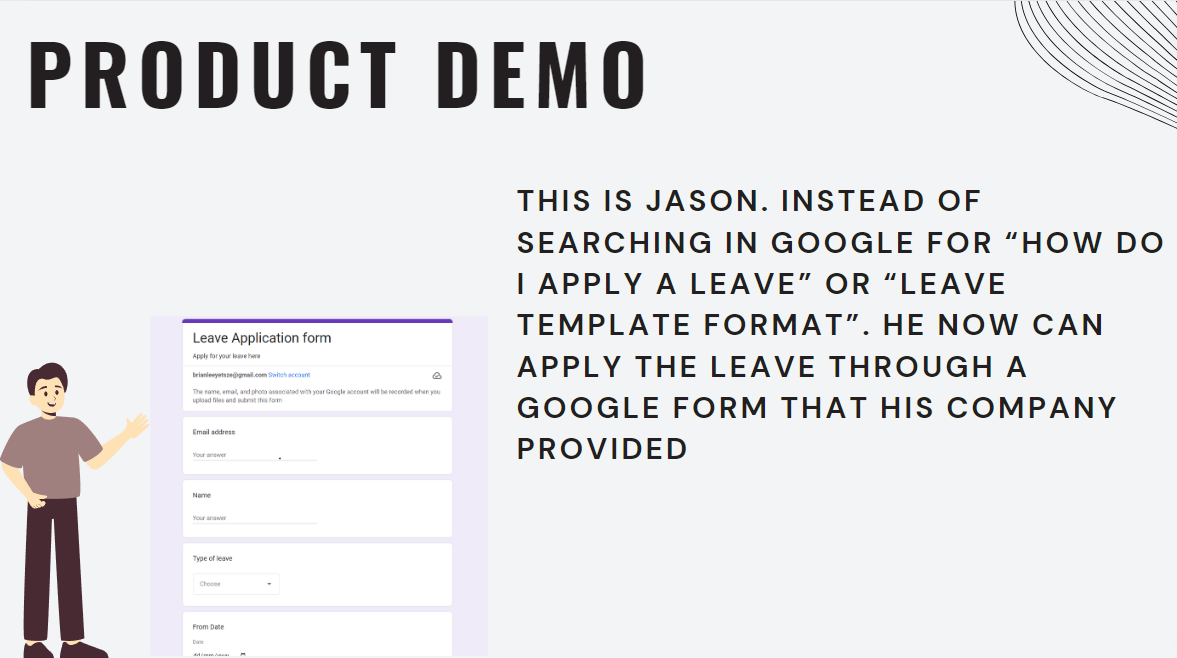 PRODUCT DEMO
THIS IS JASON. INSTEAD OF
SEARCHING IN GOOGLE FOR “HOW DO
I APPLY A LEAVE” OR “LEAVE
TEMPLATE FORMAT”. HE NOW CAN
APPLY THE LEAVE THROUGH A
GOOGLE FORM THAT HIS COMPANY
PROVIDED
Leave Application form
Apply for your leave here
brianleeyetsze@gmail.com Switch account
The name, email, and photo associated with your Google account will be recorded when you
upload files and submit this form
Email address
Your answer
Name
Your answer
Type of leave
Choose
From Date
Date